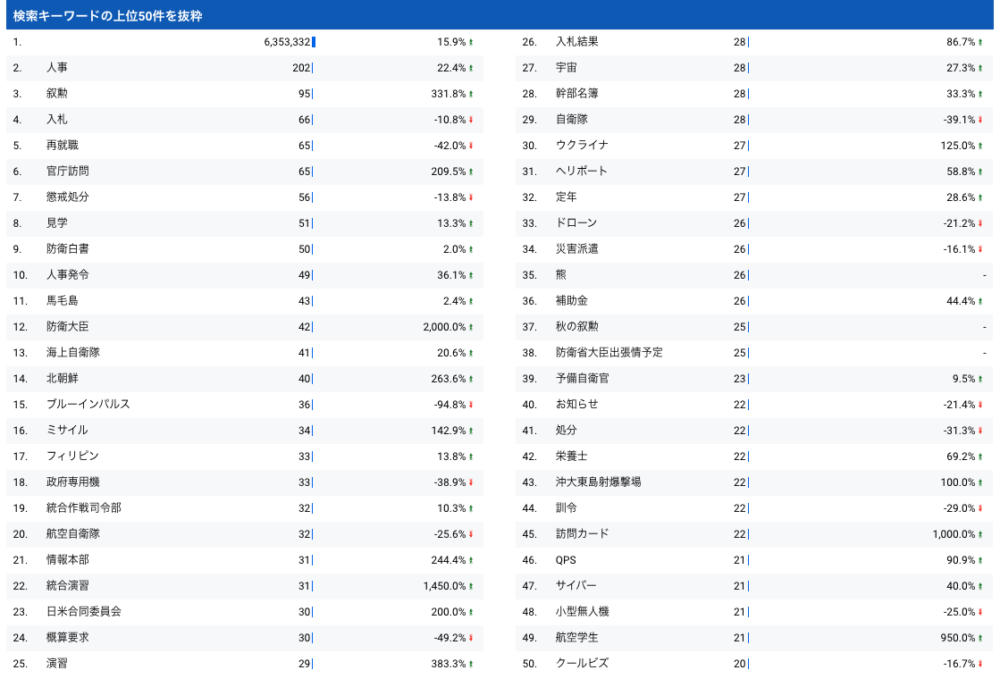 検索キーワードの上位50件を抜粋
1. 6,353,332 15.9%
2. 人事 202 22.4%
3. 叙勲 95 331.8%
4. 入札 66 -10.8%
5. 再就職 65 -42.0%
6. 官庁訪問 65 209.5%
7. 懲戒処分 56 -13.8%
8. 見学 51 13.3%
9. 防衛白書 50 2.0%
10. 人事発令 49 36.1%
11. 馬毛島 43 2.4%
12. 防衛大臣 42 2,000.0%
13. 海上自衛隊 41 20.6%
14. 北朝鮮 40 263.6%
15. ブルーインパルス 36 -94.8%
16. ミサイル 34 142.9%
17. フィリピン 33 13.8%
18. 政府専用機 33 -38.9%
19. 統合作戦司令部 32 10.3%
20. 航空自衛隊 32 -25.6%
21. 情報本部 31 244.4%
22. 統合演習 31 1,450.0%
23. 日米合同委員会 30 200.0%
24. 概算要求 30 -49.2%
25. 演習 29 383.3%
26. 入札結果 28 86.7%
27. 宇宙 28 27.3%
28. 幹部名簿 28 33.3%
29. 自衛隊 28 -39.1%
30. ウクライナ 27 125.0%
31. ヘリポート 27 58.8%
32. 定年 27 28.6%
33. ドローン 26 -21.2%
34. 災害派遣 26 -16.1%
35. 熊 26 -
36. 補助金 26 44.4%
37. 秋の叙勲 25 -
38. 防衛省大臣出張情予定 25 -
39. 予備自衛官 23 9.5%
40. お知らせ 22 -21.4%
41. 処分 22 -31.3%
42. 栄養士 22 69.2%
43. 沖大東島射爆撃場 22 100.0%
44. 訓令 22 -29.0%
45. 訪問カード 22 1,000.0%
46. QPS 21 90.9%
47. サイバー 21 40.0%
48. 小型無人機 21 -25.0%
49. 航空学生 21 950.0%
50. クールビズ 20 -16.7%